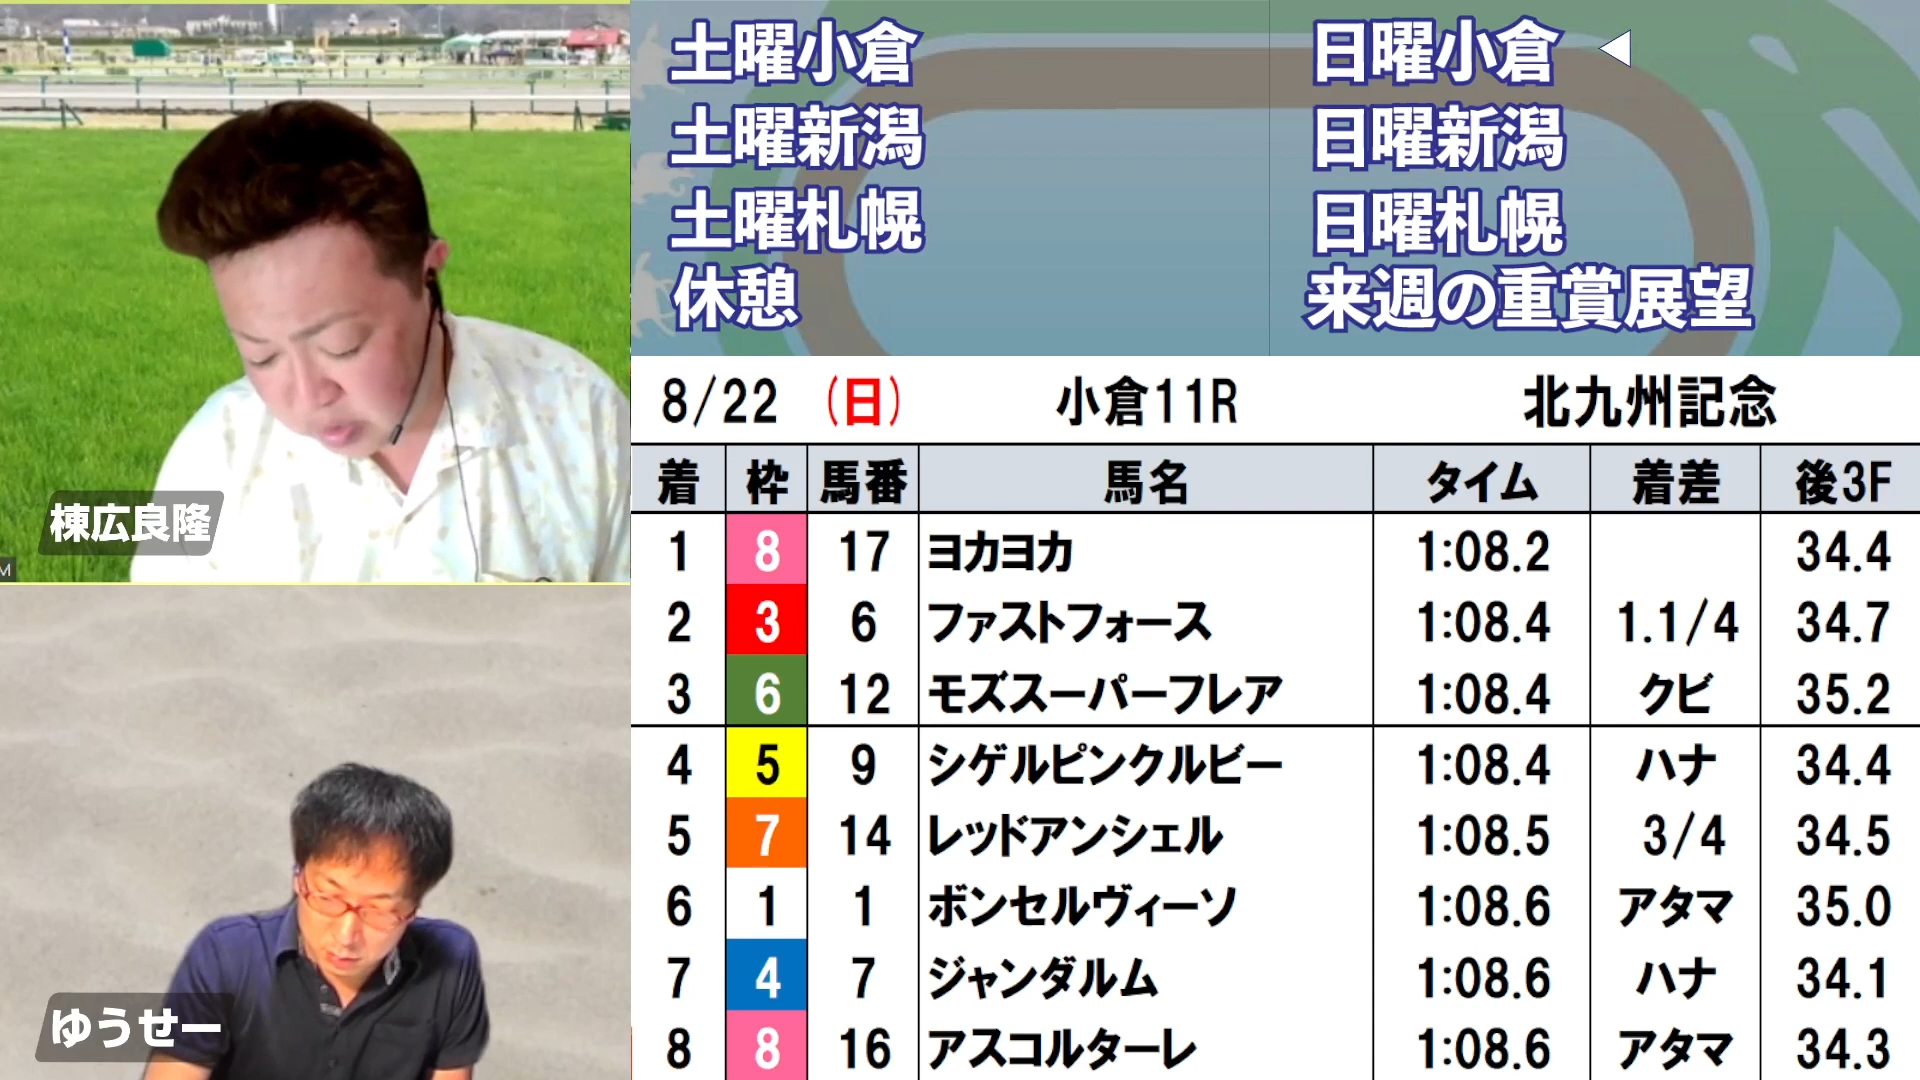 土曜小倉
土曜新潟
土曜札幌
休憩
日曜小倉
日曜新潟
日曜札幌
来週の重賞展望
8/22 (日) 小倉11R 北九州記念
着 枠 馬番 馬名 タイム 着差 後3F
1 8 17 ヨカヨカ 1:08.2 34.4
2 3 6 ファストフォース 1:08.4 1.1/4 34.7
3 6 12 モズスーパーフレア 1:08.4 クビ 35.2
4 5 9 シゲルピンクルビー 1:08.4 ハナ 34.4
5 7 14 レッドアンシェル 1:08.5 3/4 34.5
6 1 1 ボンセルヴィーソ 1:08.6 アタマ 35.0
7 4 7 ジャンダルム 1:08.6 ハナ 34.1
8 8 16 アスコルターレ 1:08.6 アタマ 34.3
棟広良隆
M
ゆうせー